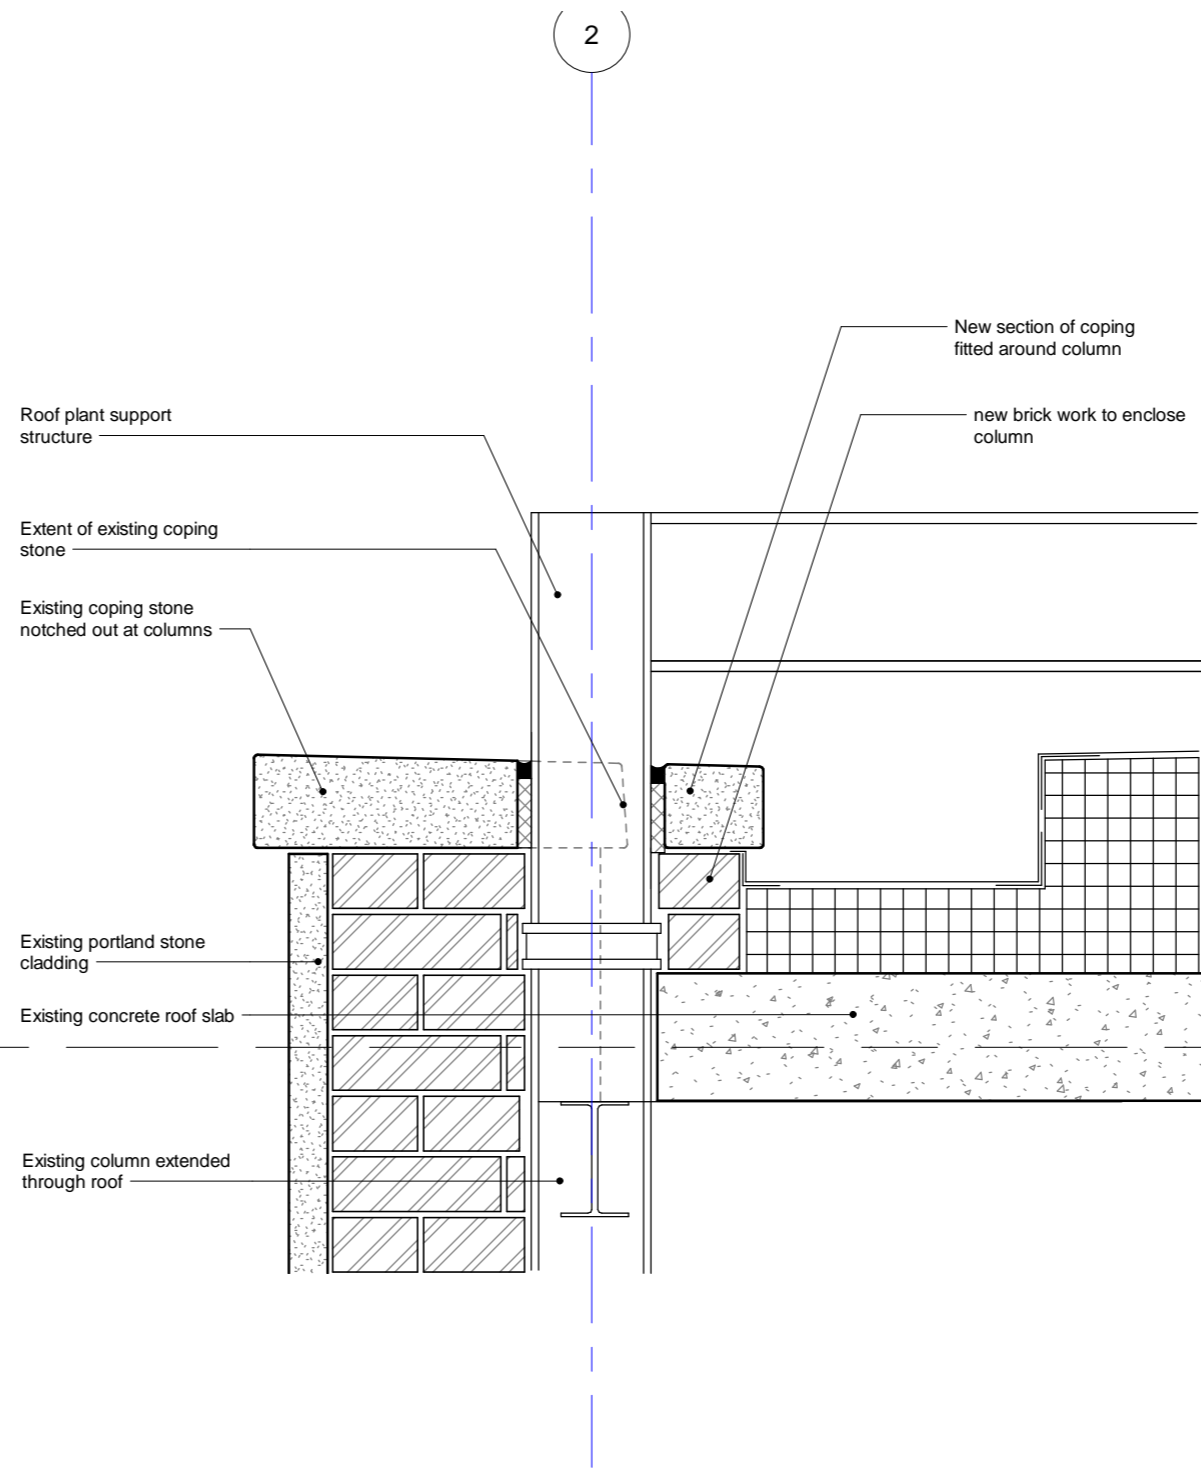 2
New section of coping
fitted around column
Roof plant support
structure
new brick work to enclose
column
Extent of existing coping
stone
Existing coping stone
notched out at columns
Existing portland stone
cladding
Existing concrete roof slab
Existing column extended
through roof